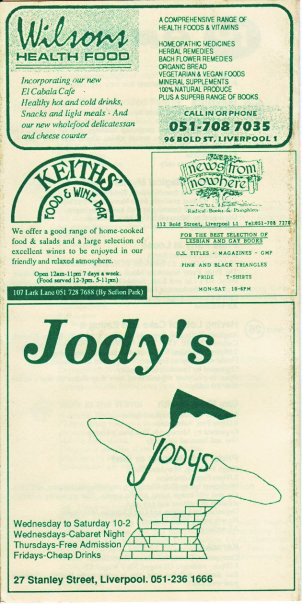 Wilsons
HEALTH FOOD
Incorporating our new
El Cabala Cafe
Healthy hot and cold drinks,
Snacks and light meals · And
our new wholefood delicatessan
and cheese counter
A COMPREHENSIVE RANGE OF
HEALTH FOODS & VITAMINS
HOMEOPATHIC MEDICINES
HERBAL REMEDIES
BACH FLOWER REMEDIES
ORGANIC BREAD
VEGETARIAN & VEGAN FOODS
MINERAL SUPPLEMENTS
100% NATURAL PRODUCE
PLUS A SUPERB RANGE OF BOOKS
CALL IN OR PHONE
051-708 7035
96 BOLD ST. LIVERPOOL 1
KEITHS'
FOOD & WINE BAR
We offer a good range of home-cooked
food & salads and a large selection of
excellent wines to be enjoyed in our
friendly and relaxed atmosphere.
Open 12am-11pm 7 days a week.
(Food served 12-3pm. 5-11pm)
107 Lark Lane 051 728 7688 (By Sefton Park)
news from
nowhere
Radical Books & Pamphlets
112 Bold Street, Liverpool L1 Tel:051-708 7270
FOR THE BEST SELECTION OF
LESBIAN AND GAY BOOKS
U.S. TITLES - MAGAZINES - GMP
PINK AND BLACK TRIANGLES
PRIDE T-SHIRTS
MON-SAT 10-6PM
Jody's
JODYS
Wednesday to Saturday 10-2
Wednesdays-Cabaret Night
Thursdays-Free Admission
Fridays-Cheap Drinks
27 Stanley Street, Liverpool. 051-236 1666